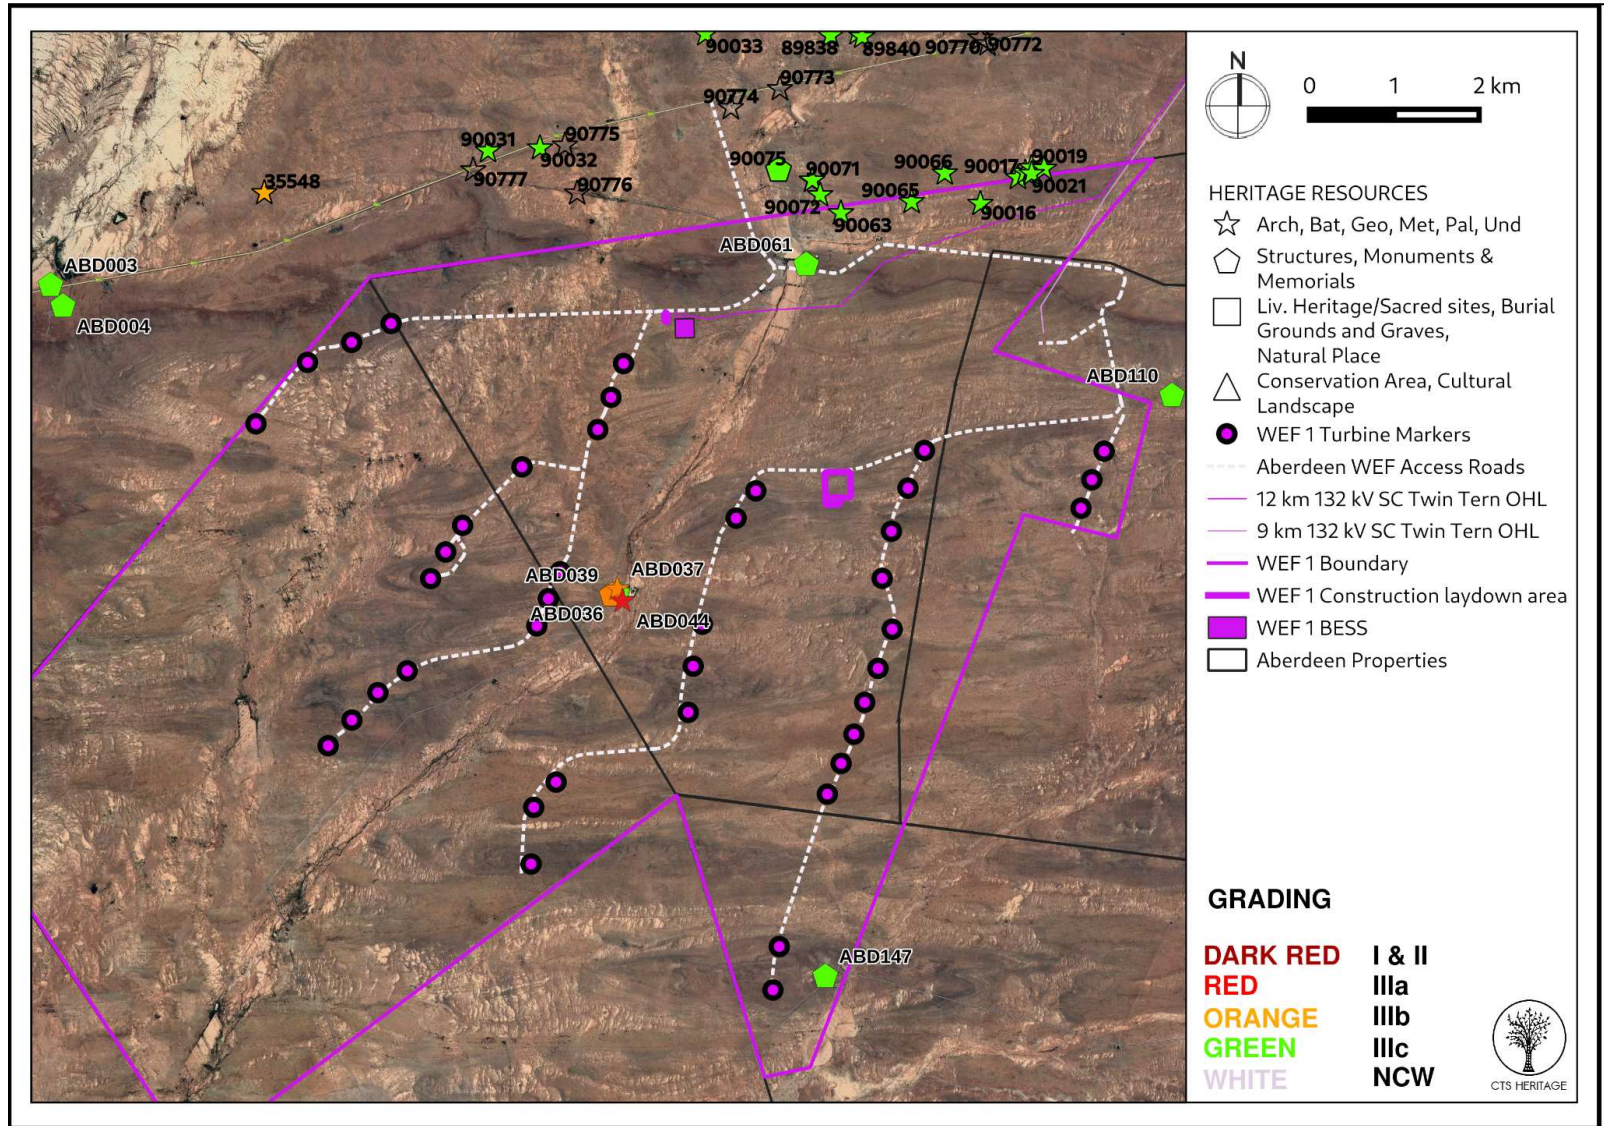 90033
89838
89840
90770
90772
90773
90774
90031
90775
90032
90777
90776
35548
90075
90071
90072
90063
90066
90065
90017
90019
90021
90016
ABD003
ABD004
ABD061
ABD110
ABD039
ABD037
ABD036
ABD044
ABD147
N
0 1 2 km
HERITAGE RESOURCES
Arch, Bat, Geo, Met, Pal, Und
Structures, Monuments &
Memorials
Liv. Heritage/Sacred sites, Burial
Grounds and Graves,
Natural Place
Conservation Area, Cultural
Landscape
WEF 1 Turbine Markers
Aberdeen WEF Access Roads
12 km 132 kV SC Twin Tern OHL
9 km 132 kV SC Twin Tern OHL
WEF 1 Boundary
WEF 1 Construction laydown area
WEF 1 BESS
Aberdeen Properties
GRADING
DARK RED I & II
RED IIIa
ORANGE IIIb
GREEN IIIc
WHITE NCW
CTS HERITAGE